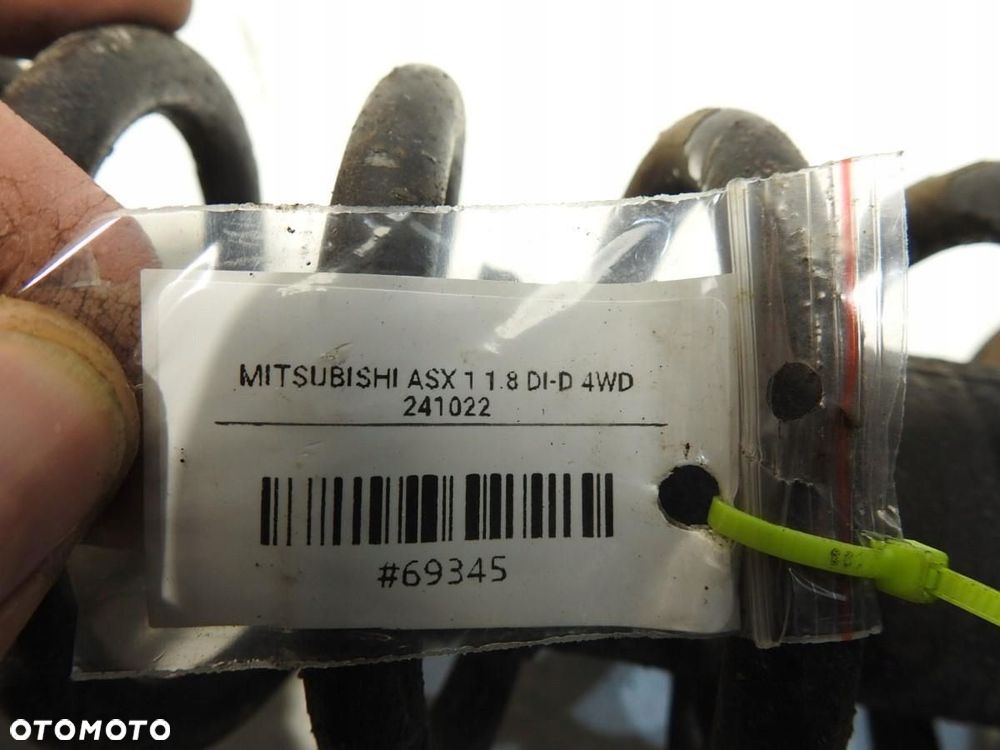 MITSUBISHI ASX 1 1.8 DI-D 4WD
241022
#69345
OTOMOTO